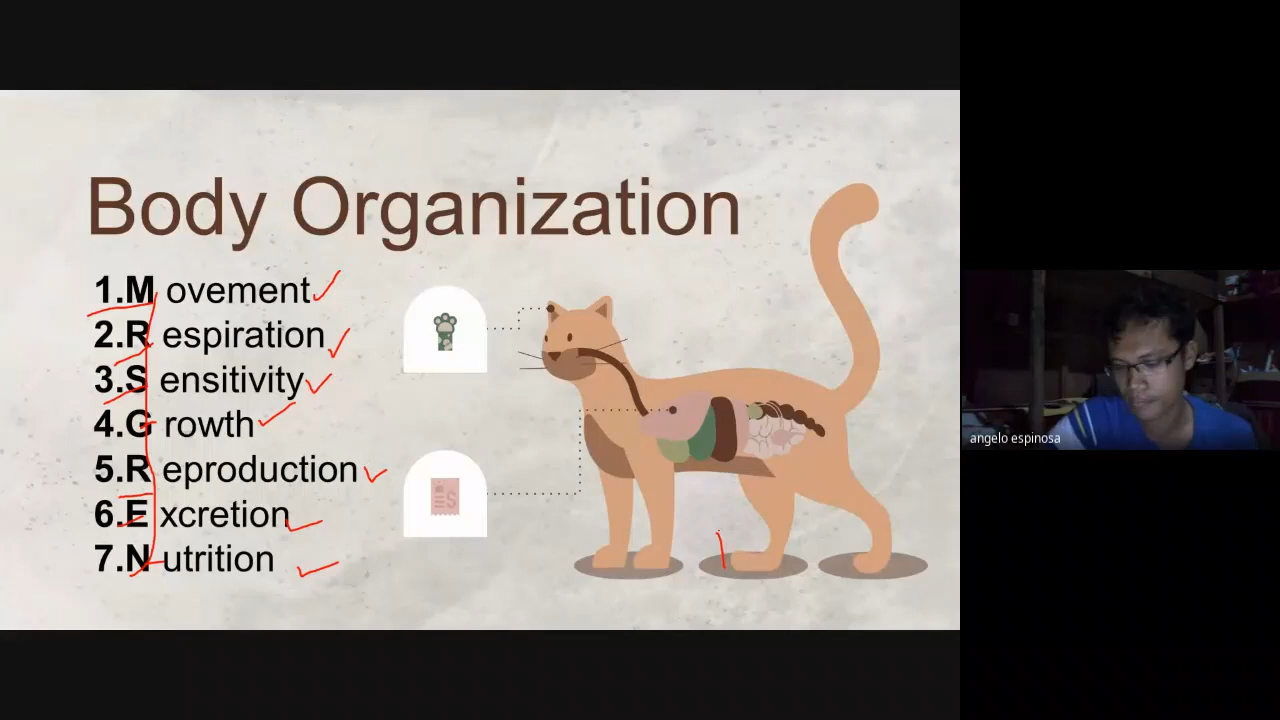 Body Organization
1.M ovement
2.R espiration
3.S ensitivity
4.G rowth
5.R eproduction
6.E xcretion
7.N utrition
S
angelo espinosa